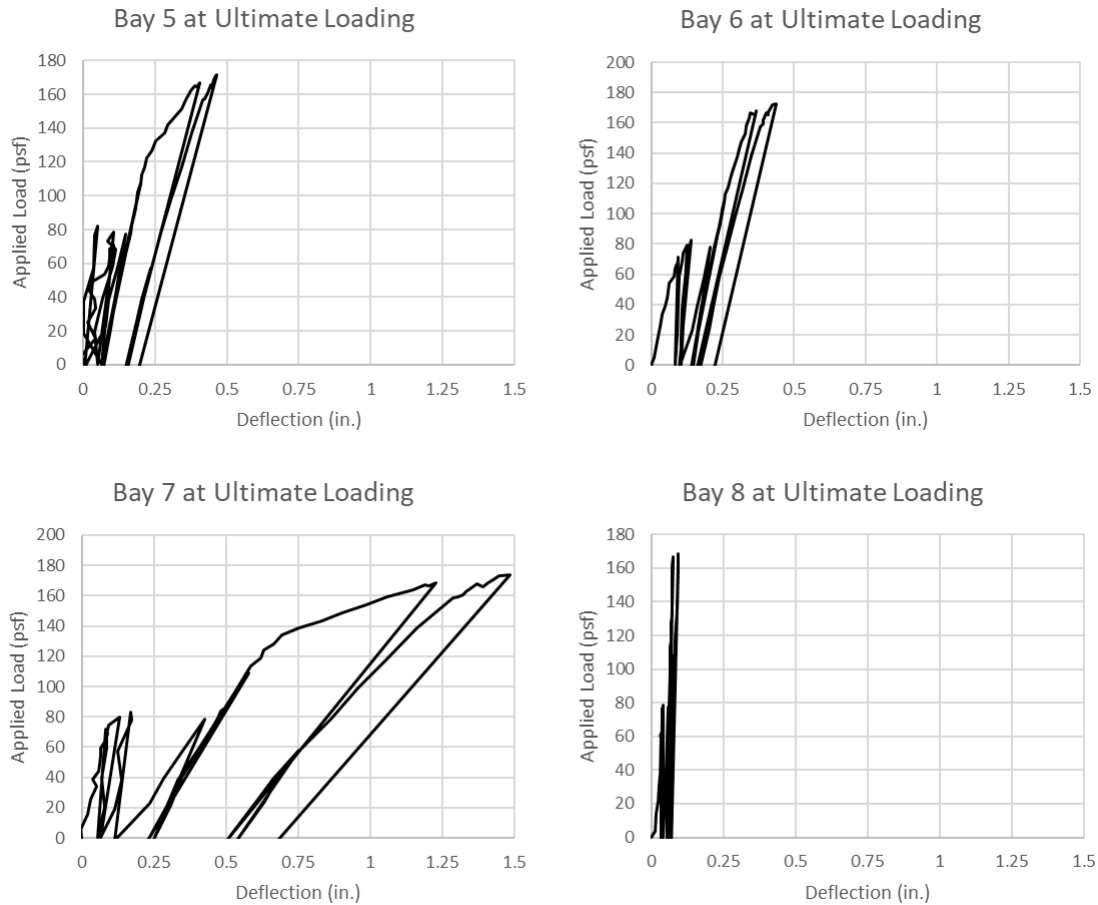 Bay 5 at Ultimate Loading
180
160
140
120
100
80
60
40
20
0
Applied Load (psf)
0 0.25 0.5 0.75 1 1.25 1.5
Deflection (in.)
Bay 6 at Ultimate Loading
200
180
160
140
120
100
80
60
40
20
0
Applied Load (psf)
0 0.25 0.5 0.75 1 1.25 1.5
Deflection (in.)
Bay 7 at Ultimate Loading
200
180
160
140
120
100
80
60
40
20
0
Applied Load (psf)
0 0.25 0.5 0.75 1 1.25 1.5
Deflection (in.)
Bay 8 at Ultimate Loading
180
160
140
120
100
80
60
40
20
0
Applied Load (psf)
0 0.25 0.5 0.75 1 1.25 1.5
Deflection (in.)